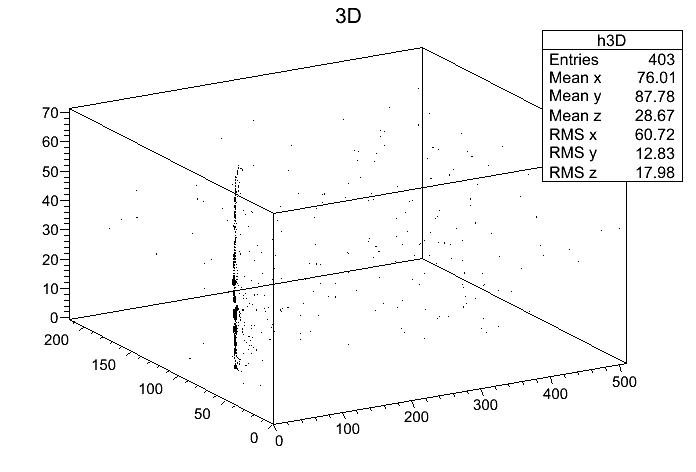 3D
h3D
Entries 403
Mean x 76.01
Mean y 87.78
Mean z 28.67
RMS x 60.72
RMS y 12.83
RMS z 17.98
70
60
50
40
30
20
10
0
200
150
100
50
0
0
100
200
300
400
500